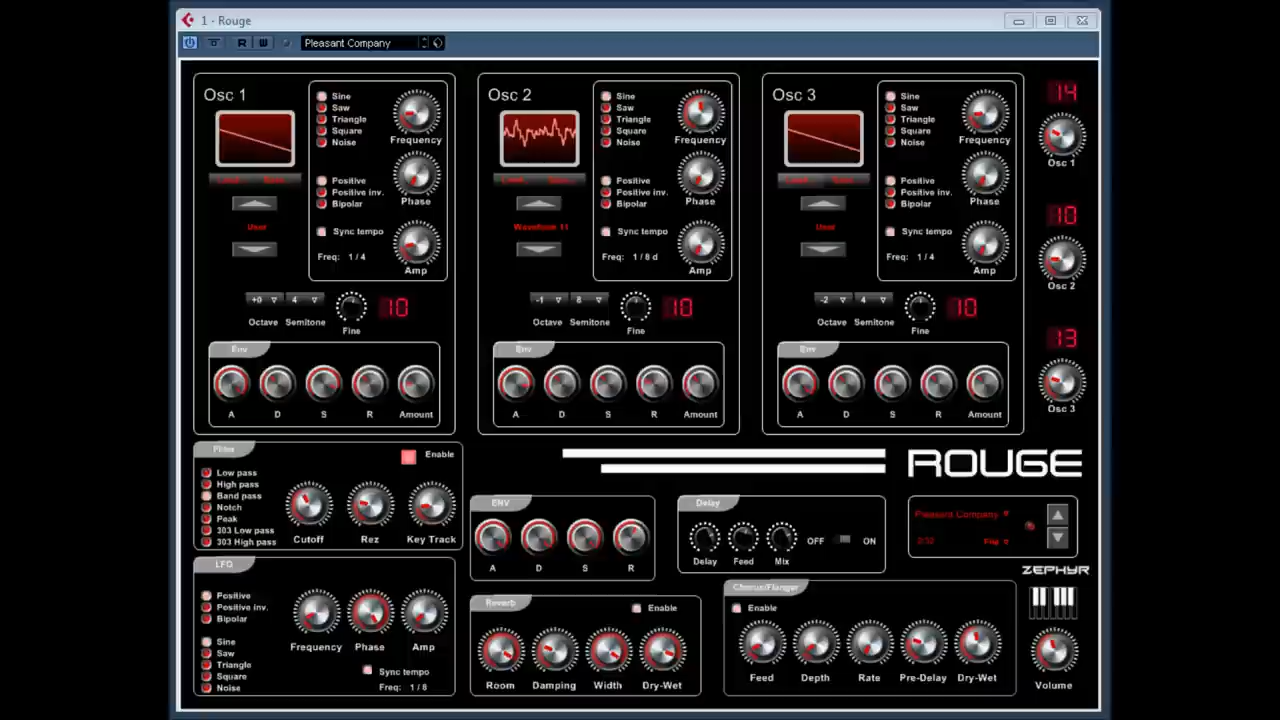 1 - Rouge
R W Pleasant Company
Osc 1
Sine
Saw
Triangle
Square
Noise
Frequency
Positive
Positive inv.
Bipolar
Phase
User
Sync tempo
Freq: 1 / 4
Amp
+0 4 10
Octave Semitone Fine
Env
A D S R Amount
Osc 2
Sine
Saw
Triangle
Square
Noise
Frequency
Positive
Positive inv.
Bipolar
Phase
Waveform 11
Sync tempo
Freq: 1 / 8 d
Amp
-1 8 10
Octave Semitone Fine
Env
A D S R Amount
Osc 3
Sine
Saw
Triangle
Square
Noise
Frequency
Positive
Positive inv.
Bipolar
Phase
User
Sync tempo
Freq: 1 / 4
Amp
-2 4 10
Octave Semitone Fine
Env
A D S R Amount
14
Osc 1
10
Osc 2
13
Osc 3
Enable
Low pass
High pass
Band pass
Notch
Peak
303 Low pass
303 High pass
Cutoff Rez Key Track
LFO
Positive
Positive inv.
Bipolar
Sine
Saw
Triangle
Square
Noise
Frequency Phase Amp
Sync tempo
Freq: 1 / 8
ENV
A D S R
Delay
Delay Feed Mix
OFF ON
ROUGE
Pleasant Company
ZEPHYR
Reverb
Enable
Room Damping Width Dry-Wet
Chorus/Flanger
Enable
Feed Depth Rate Pre-Delay Dry-Wet
Volume